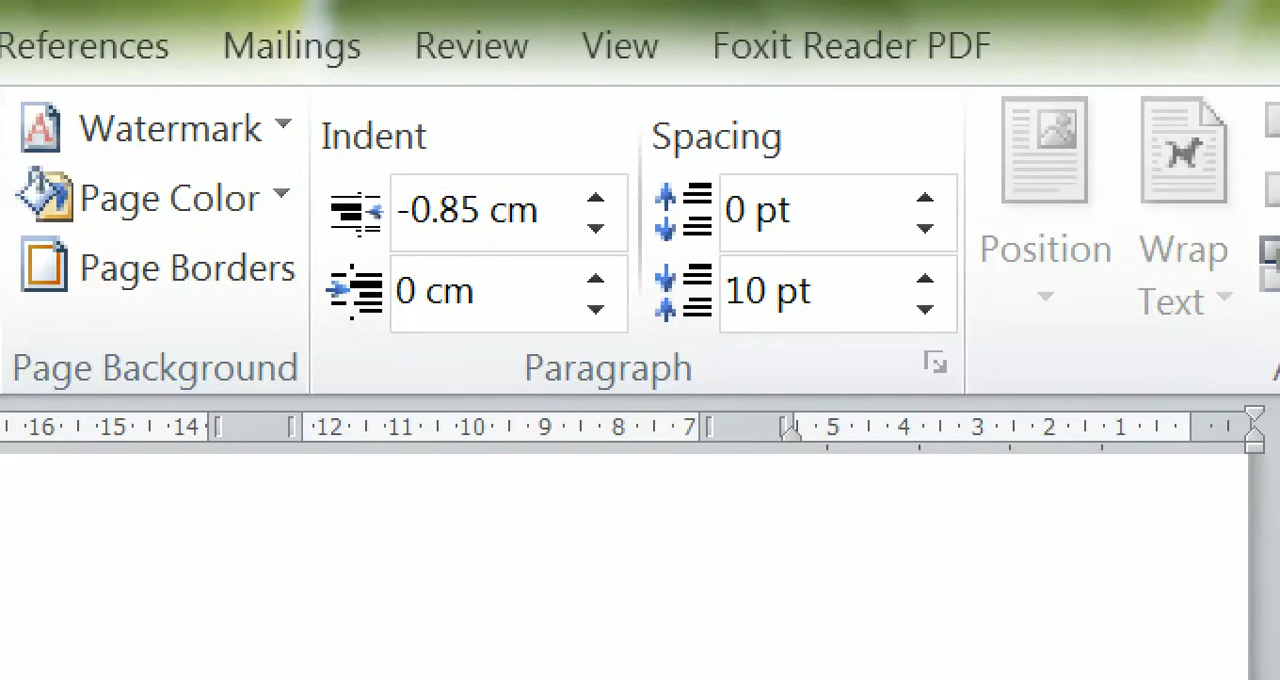 References Mailings Review View Foxit Reader PDF
Watermark
Page Color
Page Borders
Page Background
Indent
-0.85 cm
0 cm
Spacing
0 pt
10 pt
Paragraph
Position
Wrap
Text
16 15 14 12 11 10 9 8 7 5 4 3 2 1